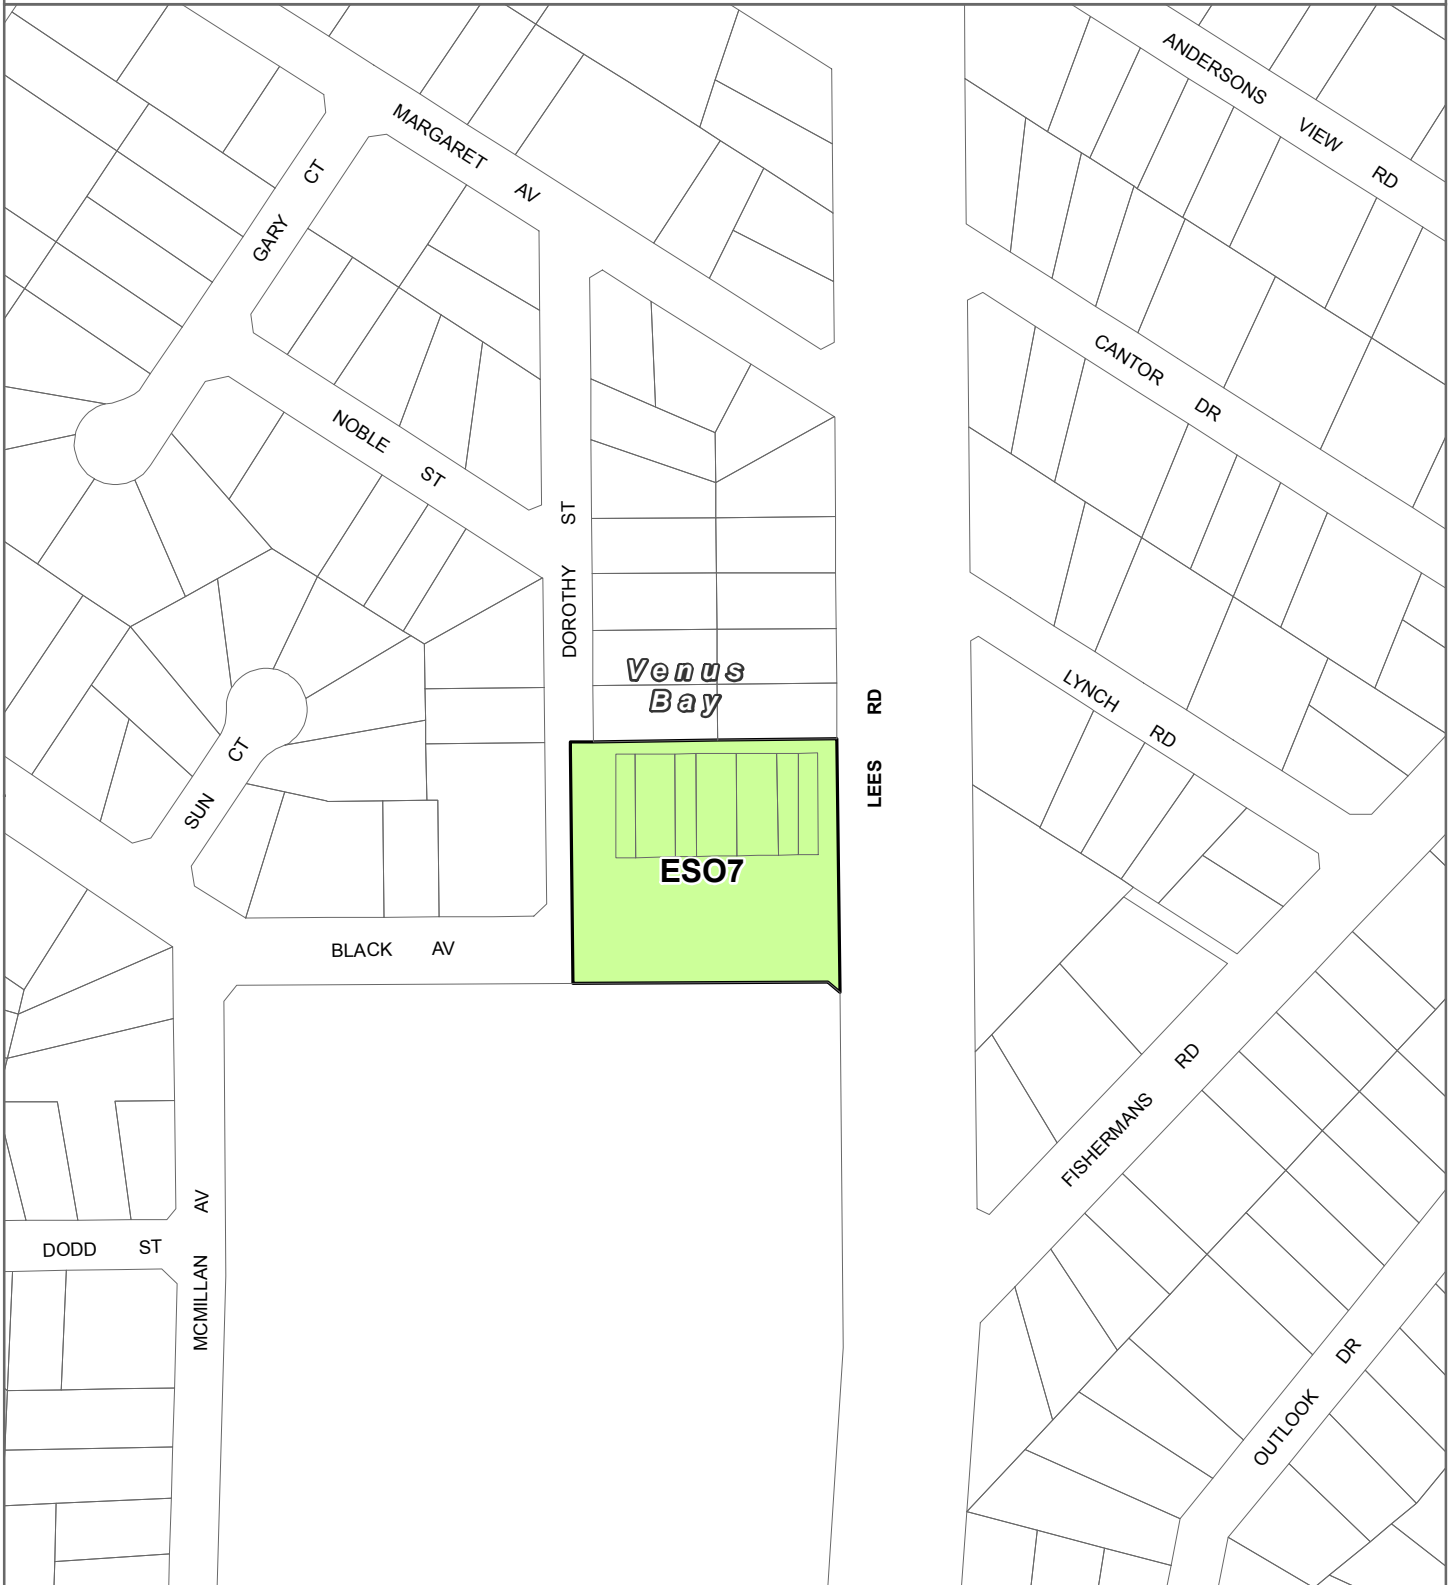 ANDERSONS VIEW RD
MARGARET AV
GARY CT
CANTOR DR
NOBLE ST
DOROTHY ST
Venus
Bay
LEES RD
LYNCH RD
SUN CT
ESO7
BLACK AV
FISHERMANS RD
MCMILLAN AV
DODD ST
OUTLOOK DR